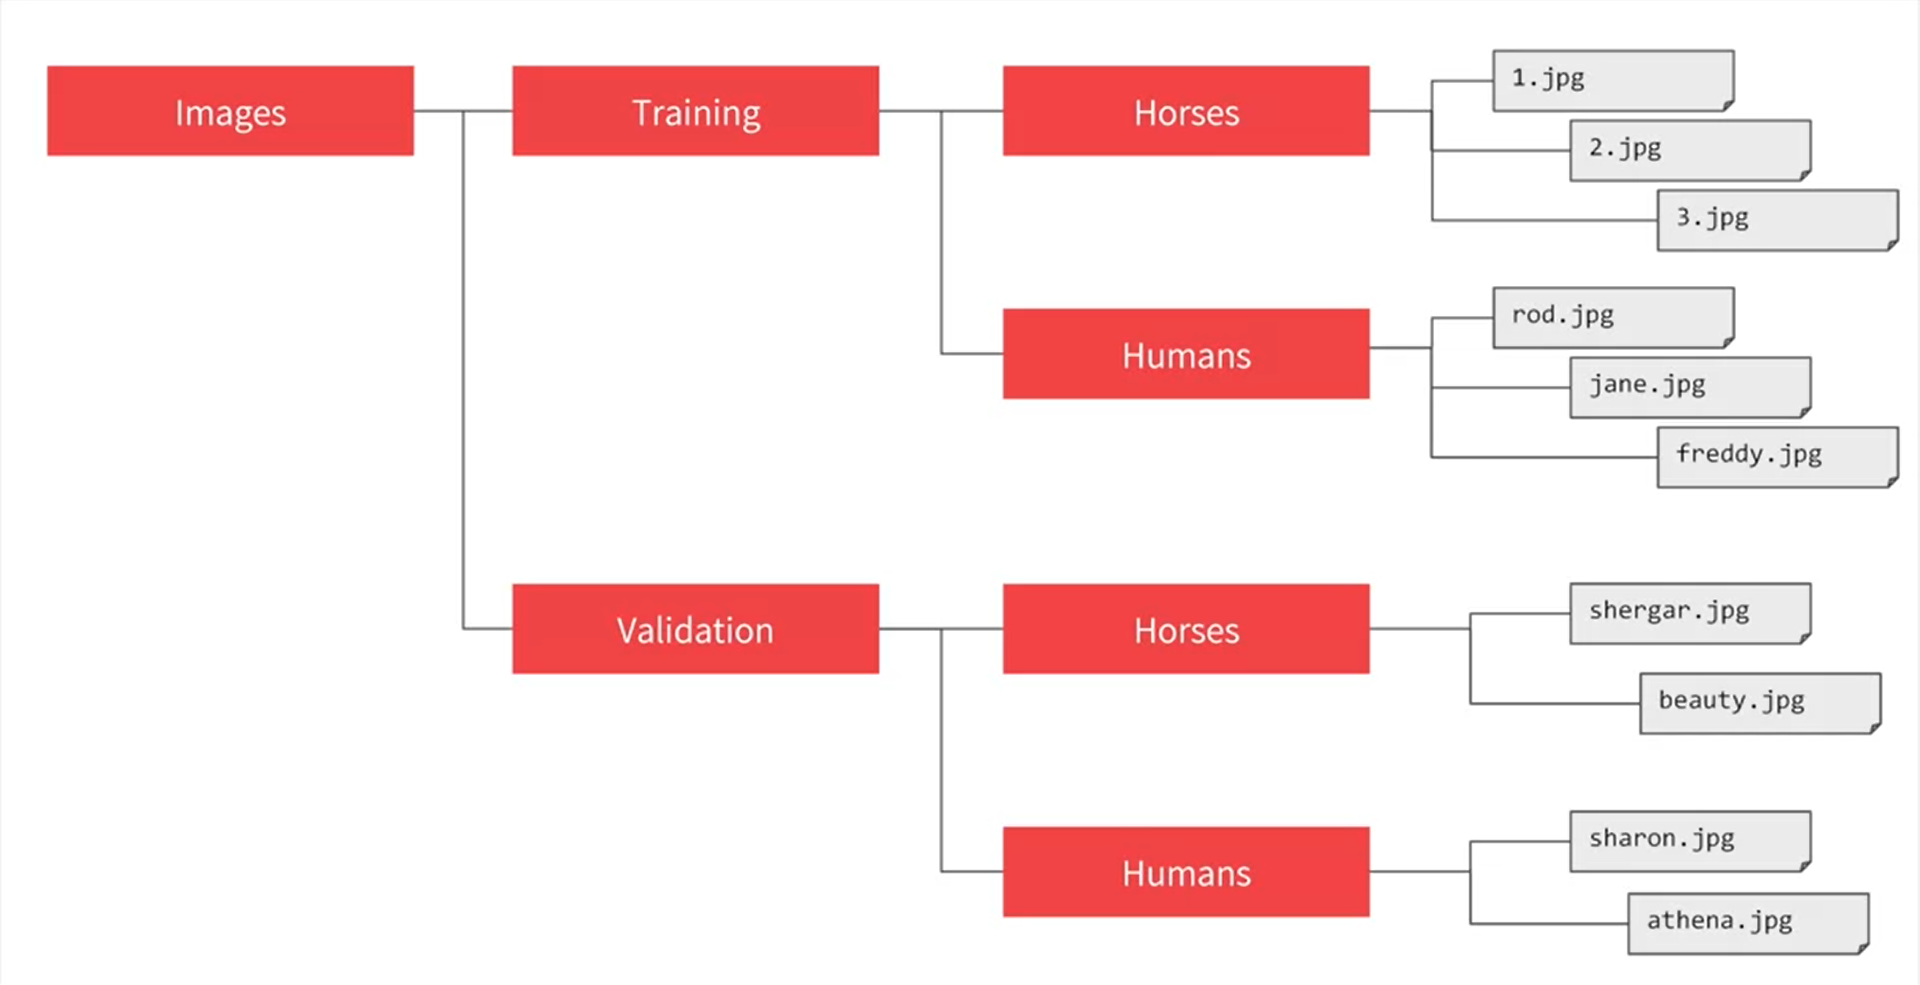 Images
Training
Horses
1.jpg
2.jpg
3.jpg
Humans
rod.jpg
jane.jpg
freddy.jpg
Validation
Horses
shergar.jpg
beauty.jpg
Humans
sharon.jpg
athena.jpg